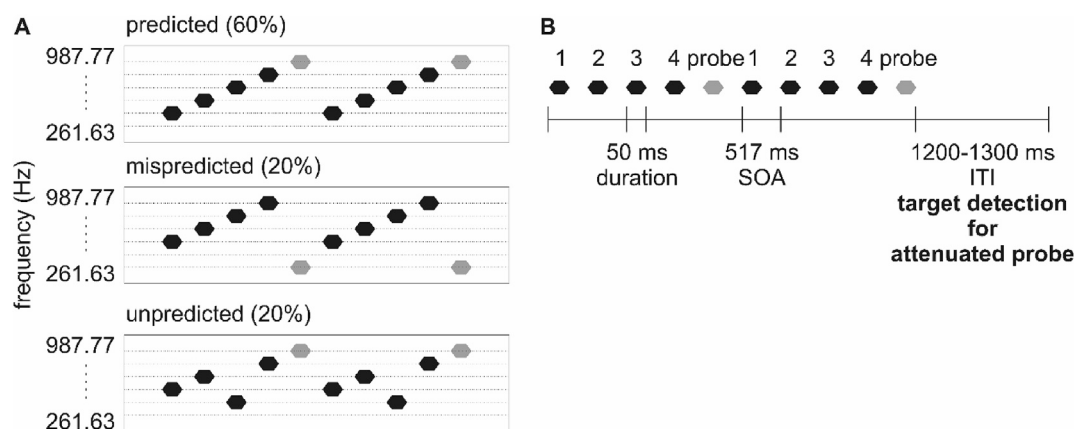 A
predicted (60%)
987.77
261.63
mispredicted (20%)
987.77
261.63
unpredicted (20%)
987.77
261.63
frequency (Hz)
B
1 2 3 4 probe 1 2 3 4 probe
50 ms 517 ms 1200-1300 ms
duration SOA ITI
target detection
for
attenuated probe